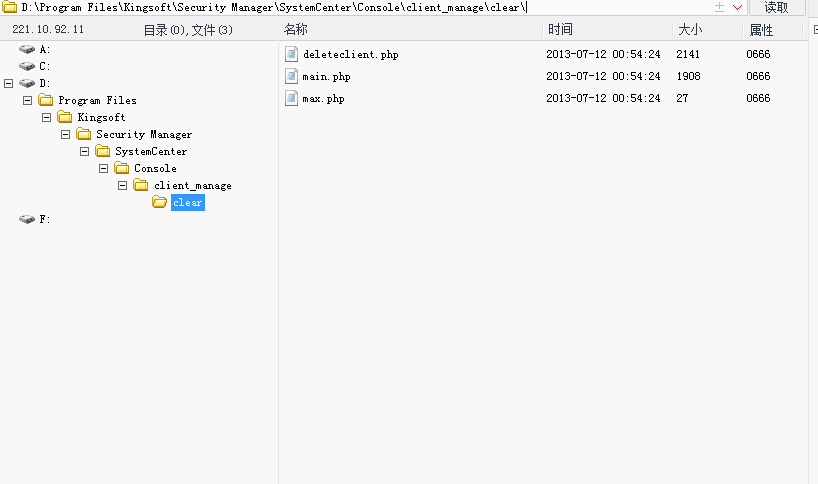 D:\Program Files\Kingsoft\Security Manager\SystemCenter\Console\client_manage\clear\ 读取
221.10.92.11 目录(0),文件(3) 名称 时间 大小 属性
A:
C:
D:
Program Files
Kingsoft
Security Manager
SystemCenter
Console
client_manage
clear
F:
deleteclient.php 2013-07-12 00:54:24 2141 0666
main.php 2013-07-12 00:54:24 1908 0666
max.php 2013-07-12 00:54:24 27 0666